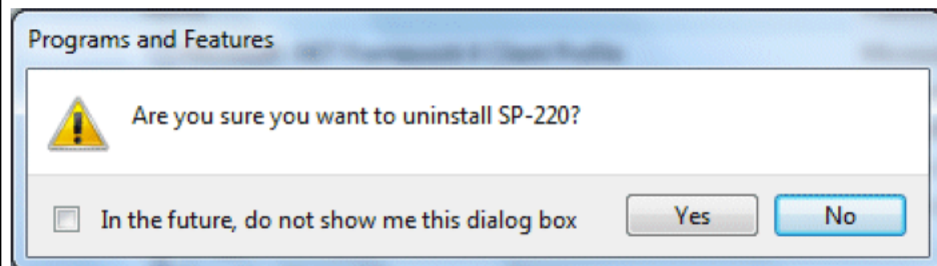 Programs and Features
Are you sure you want to uninstall SP-220?
In the future, do not show me this dialog box
Yes
No